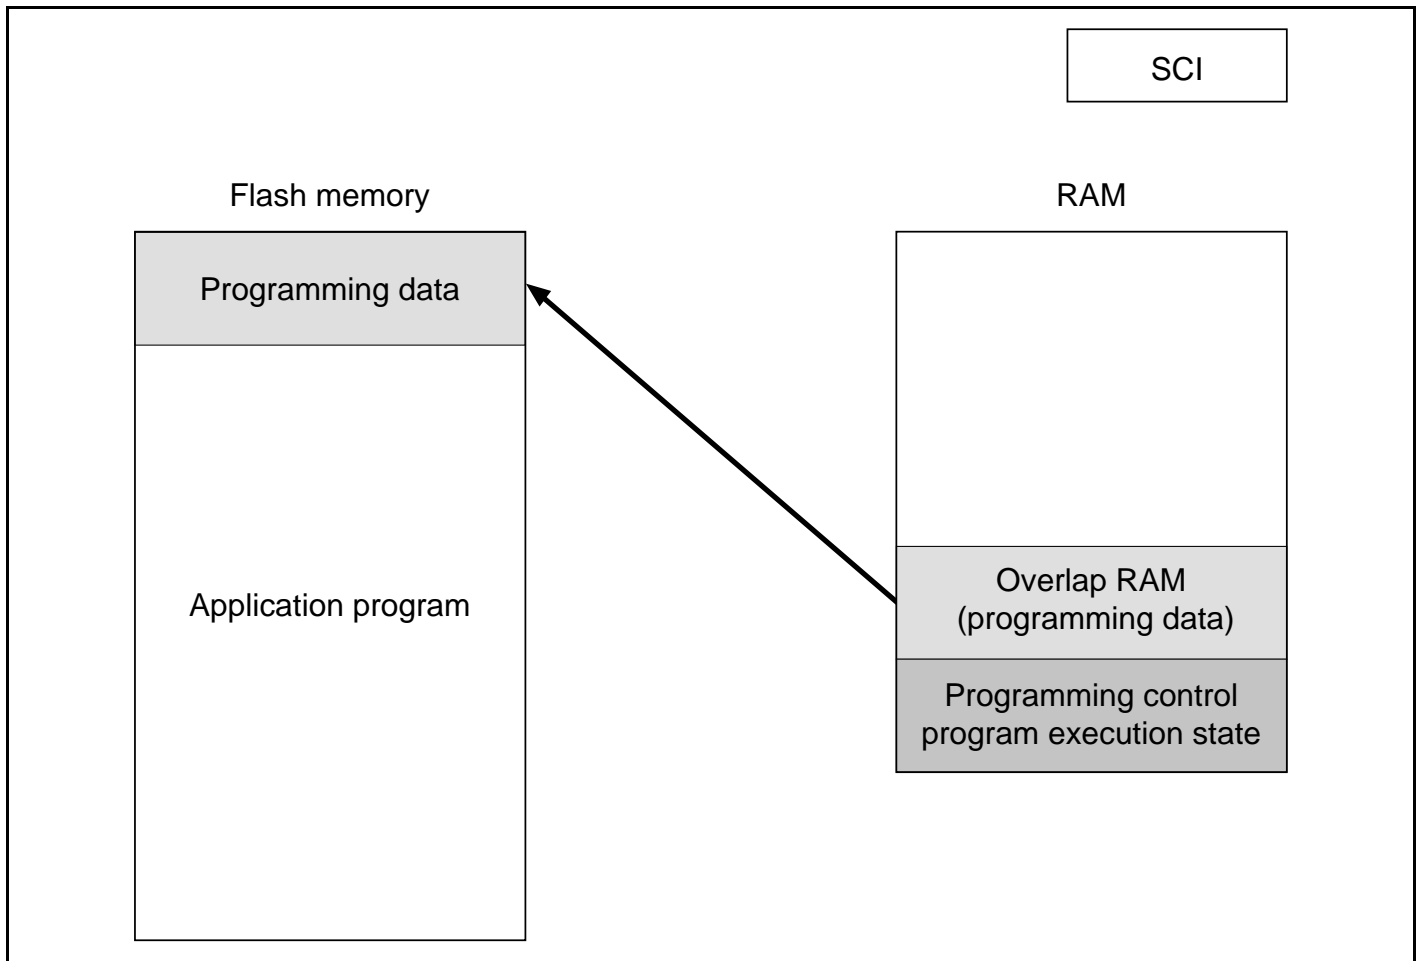 SCI
Flash memory
RAM
Programming data
Application program
Overlap RAM
(programming data)
Programming control
program execution state